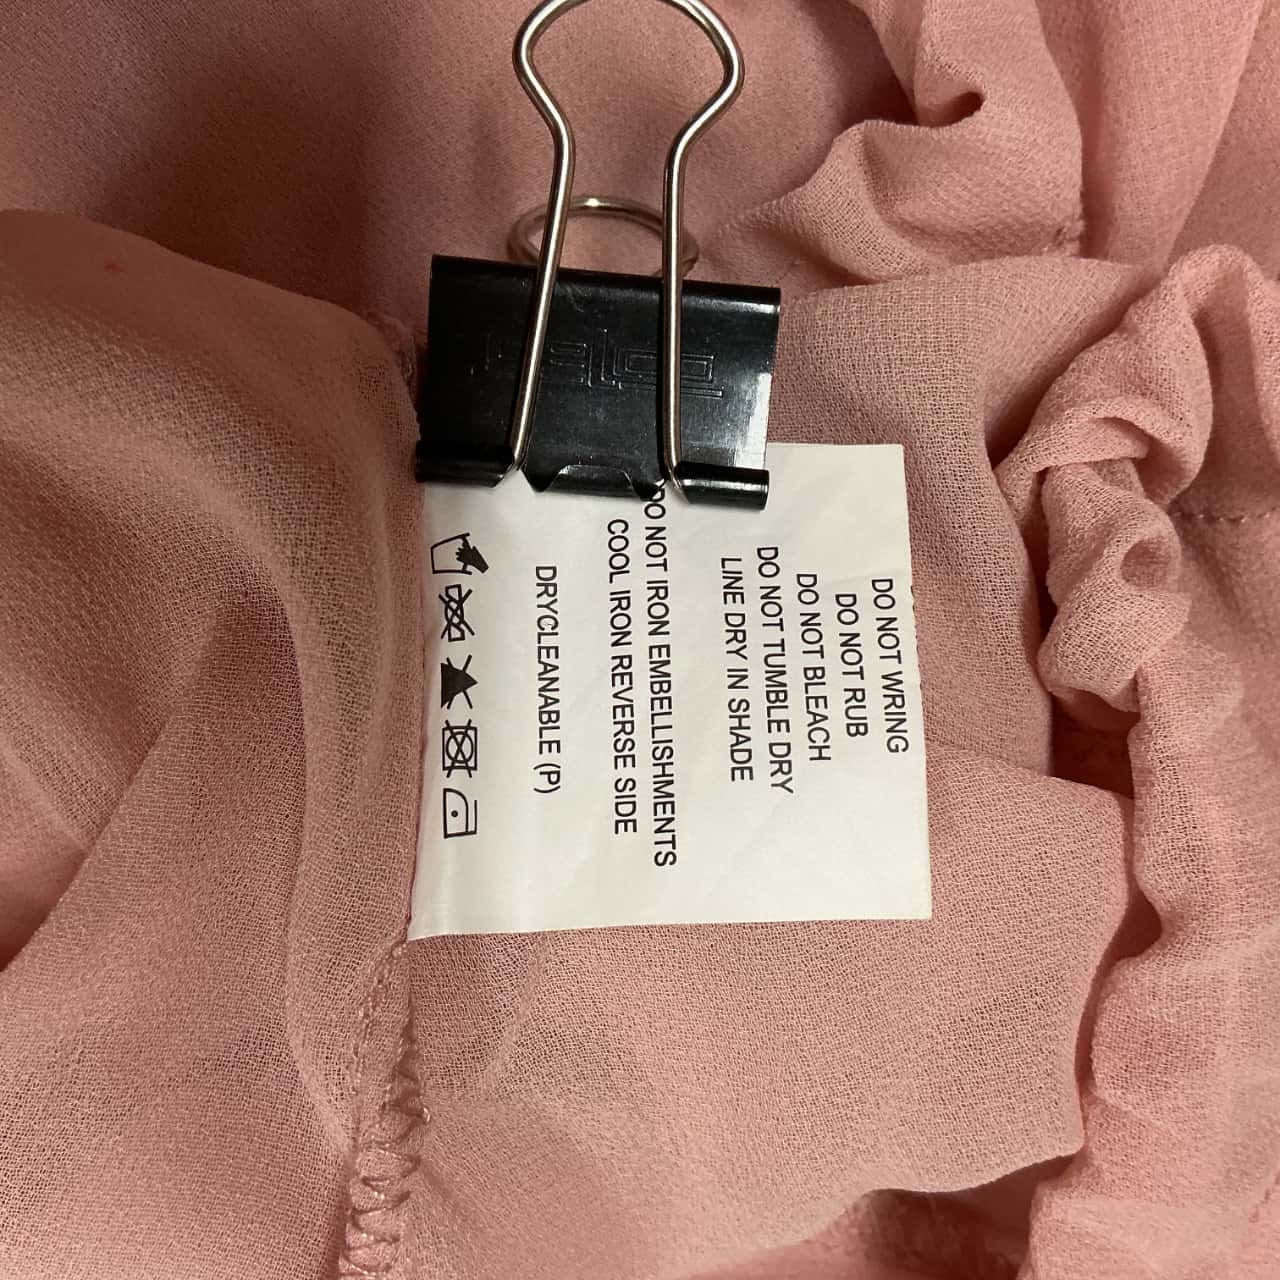 DO NOT WRING
DO NOT RUB
DO NOT BLEACH
DO NOT TUMBLE DRY
LINE DRY IN SHADE
DO NOT IRON EMBELLISHMENTS
COOL IRON REVERSE SIDE
DRYCLEANABLE (P)